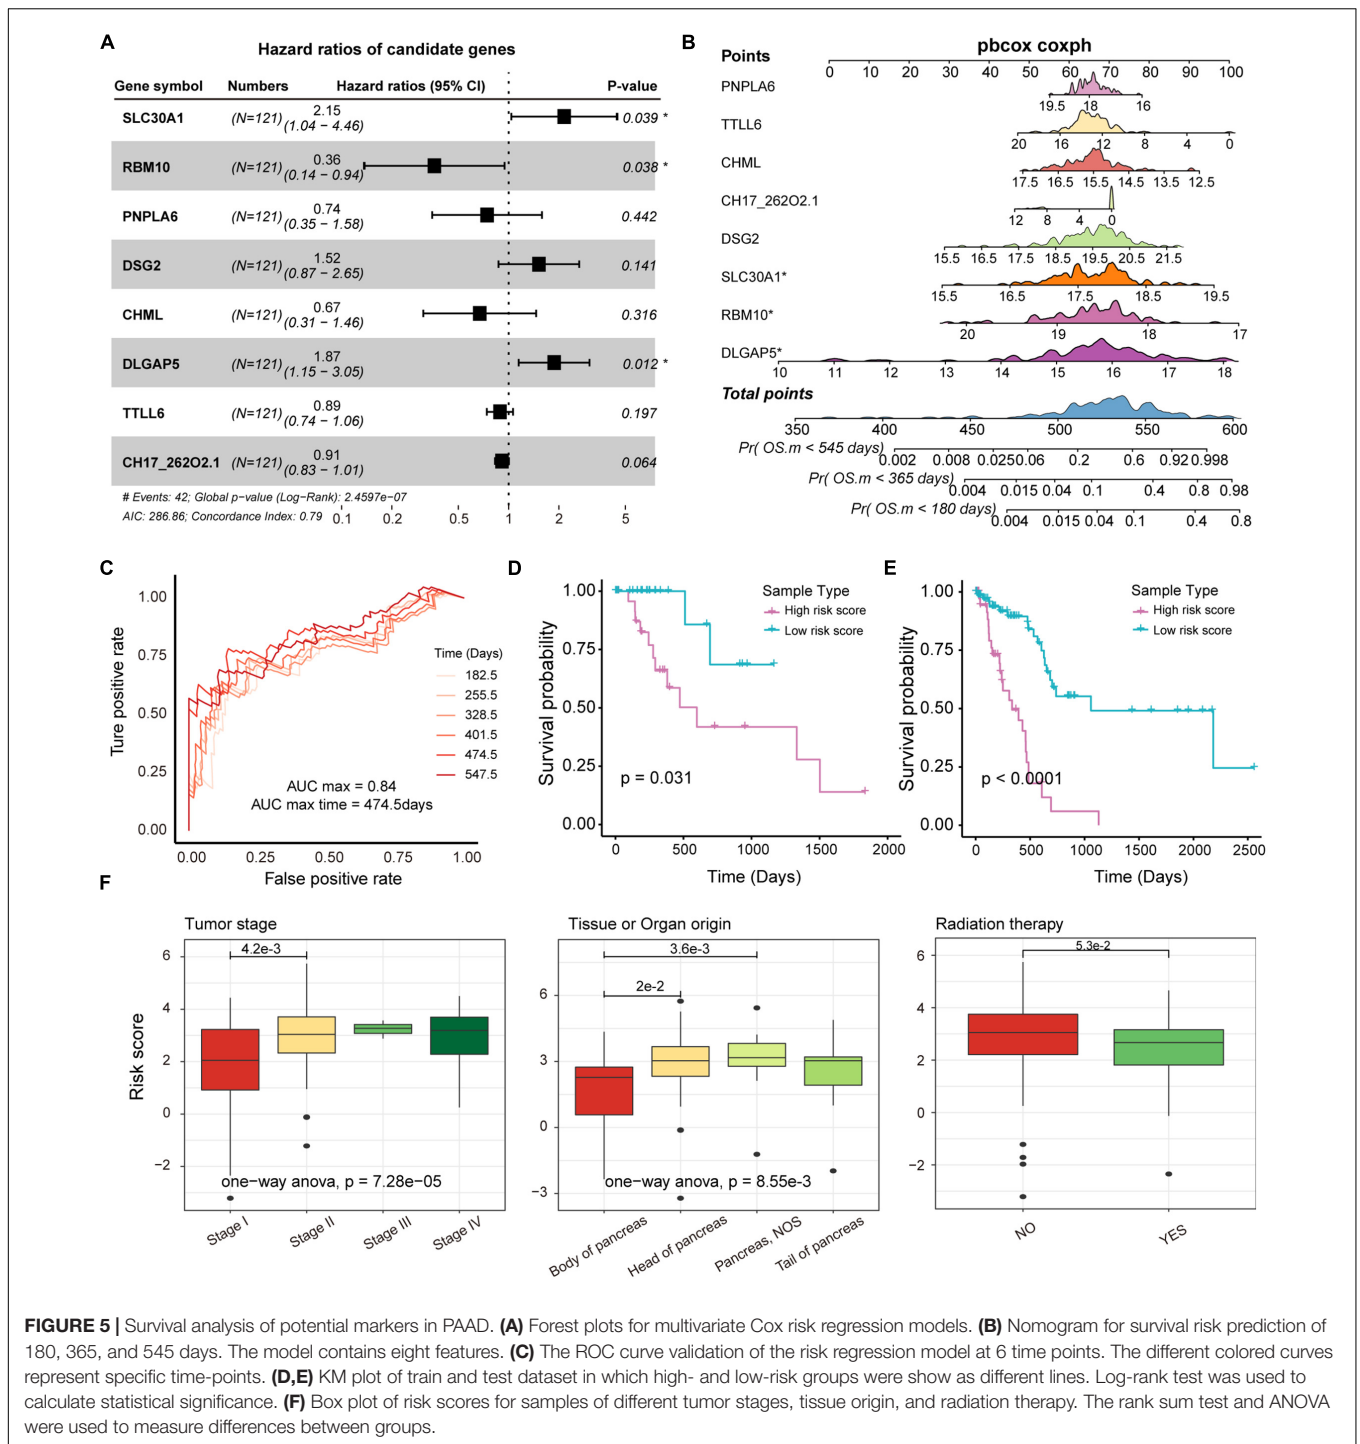 A
Hazard ratios of candidate genes
Gene symbol Numbers Hazard ratios (95% CI) P-value
SLC30A1 (N=121) 2.15 (1.04 − 4.46) 0.039 *
RBM10 (N=121) 0.36 (0.14 − 0.94) 0.038 *
PNPLA6 (N=121) 0.74 (0.35 − 1.58) 0.442
DSG2 (N=121) 1.52 (0.87 − 2.65) 0.141
CHML (N=121) 0.67 (0.31 − 1.46) 0.316
DLGAP5 (N=121) 1.87 (1.15 − 3.05) 0.012 *
TTLL6 (N=121) 0.89 (0.74 − 1.06) 0.197
CH17_262O2.1 (N=121) 0.91 (0.83 − 1.01) 0.064
# Events: 42; Global p−value (Log−Rank): 2.4597e−07
AIC: 286.86; Concordance Index: 0.79
0.1 0.2 0.5 1 2 5
B
pbcox coxph
Points
0 10 20 30 40 50 60 70 80 90 100
PNPLA6
19.5 18 16
TTLL6
20 16 12 8 4 0
CHML
17.5 16.5 15.5 14.5 13.5 12.5
CH17_262O2.1
12 8 4 0
DSG2
15.5 16.5 17.5 18.5 19.5 20.5 21.5
SLC30A1*
15.5 16.5 17.5 18.5 19.5
RBM10*
20 19 18 17
DLGAP5*
10 11 12 13 14 15 16 17 18
Total points
350 400 450 500 550 600
Pr( OS.m < 545 days)
0.002 0.008 0.0250.06 0.2 0.6 0.920.998
Pr( OS.m < 365 days)
0.004 0.015 0.04 0.1 0.4 0.8 0.98
Pr( OS.m < 180 days)
0.004 0.015 0.04 0.1 0.4 0.8
C
Ture positive rate
1.00
0.75
0.50
0.25
0.00
Time (Days)
182.5
255.5
328.5
401.5
474.5
547.5
AUC max = 0.84
AUC max time = 474.5days
0.00 0.25 0.50 0.75 1.00
False positive rate
D
Survival probability
1.00
0.75
0.50
0.25
0.00
Sample Type
High risk score
Low risk score
p = 0.031
0 500 1000 1500 2000
Time (Days)
E
Survival probability
1.00
0.75
0.50
0.25
0.00
Sample Type
High risk score
Low risk score
p < 0.0001
0 500 1000 1500 2000 2500
Time (Days)
F
Tumor stage
Risk score
6
4
2
0
−2
4.2e-3
one−way anova, p = 7.28e−05
Stage I Stage II Stage III Stage IV
Tissue or Organ origin
6
3
0
−3
3.6e-3
2e-2
one−way anova, p = 8.55e-3
Body of pancreas Head of pancreas Pancreas, NOS Tail of pancreas
Radiation therapy
6
4
2
0
−2
5.3e-2
NO YES
FIGURE 5 | Survival analysis of potential markers in PAAD. (A) Forest plots for multivariate Cox risk regression models. (B) Nomogram for survival risk prediction of
180, 365, and 545 days. The model contains eight features. (C) The ROC curve validation of the risk regression model at 6 time points. The different colored curves
represent specific time-points. (D,E) KM plot of train and test dataset in which high- and low-risk groups were show as different lines. Log-rank test was used to
calculate statistical significance. (F) Box plot of risk scores for samples of different tumor stages, tissue origin, and radiation therapy. The rank sum test and ANOVA
were used to measure differences between groups.